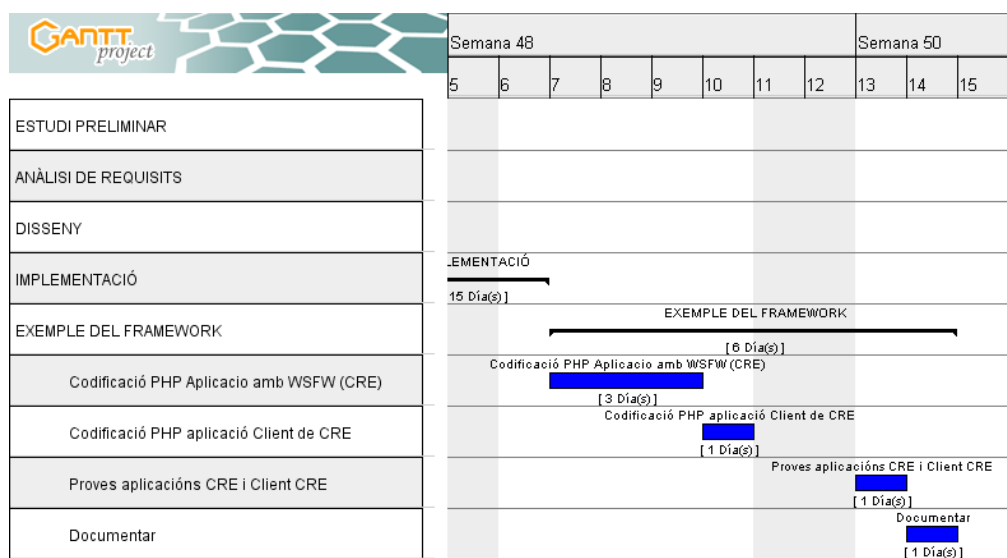 GANTT
project
Semana 48
Semana 50
5 6 7 8 9 10 11 12 13 14 15
ESTUDI PRELIMINAR
ANÀLISI DE REQUISITS
DISSENY
IMPLEMENTACIÓ
LEMENTACIÓ
15 Día(s) ]
EXEMPLE DEL FRAMEWORK
EXEMPLE DEL FRAMEWORK
[ 6 Día(s) ]
Codificació PHP Aplicacio amb WSFW (CRE)
Codificació PHP Aplicacio amb WSFW (CRE)
[ 3 Día(s) ]
Codificació PHP aplicació Client de CRE
Codificació PHP aplicació Client de CRE
[ 1 Día(s) ]
Proves aplicacións CRE i Client CRE
Proves aplicacións CRE i Client CRE
[ 1 Día(s) ]
Documentar
Documentar
[ 1 Día(s) ]